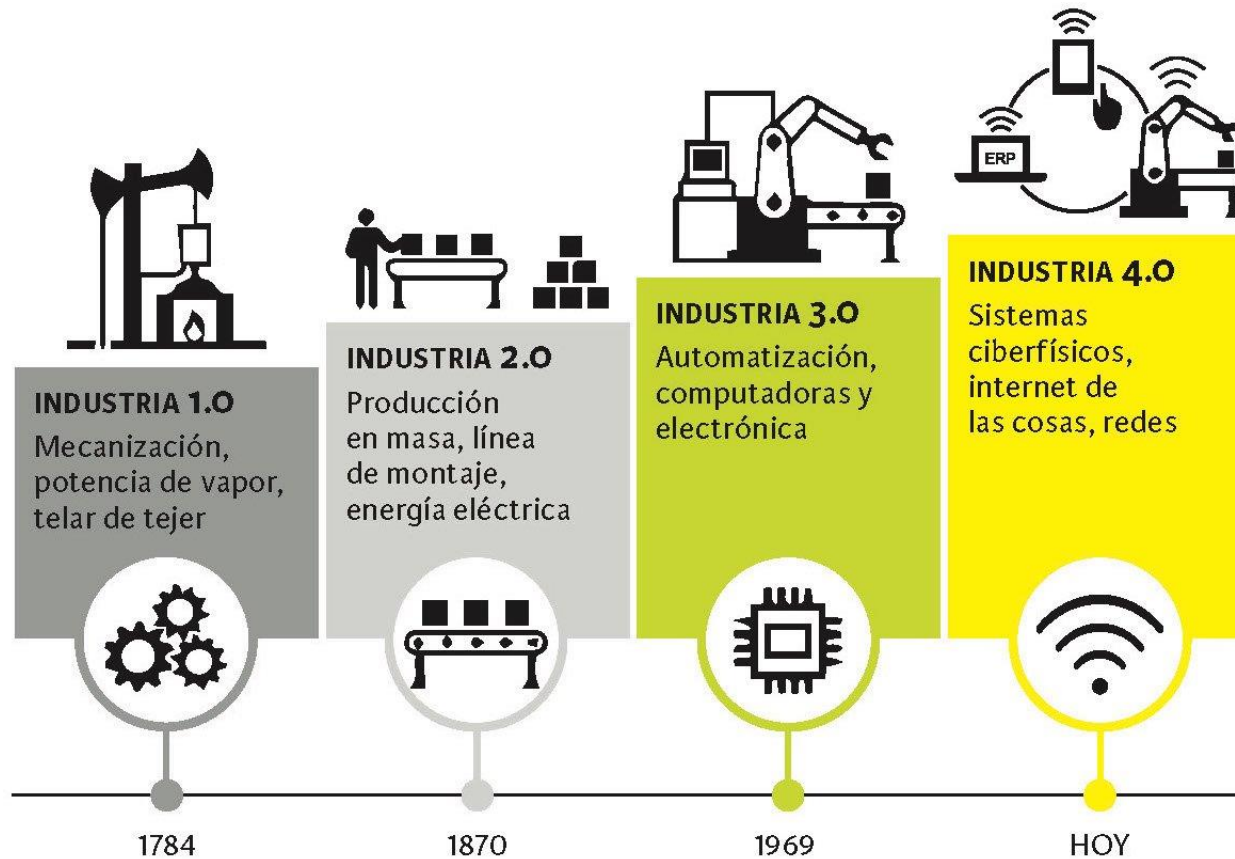 ERP
INDUSTRIA 1.0
Mecanización,
potencia de vapor,
telar de tejer
INDUSTRIA 2.0
Producción
en masa, línea
de montaje,
energía eléctrica
INDUSTRIA 3.0
Automatización,
computadoras y
electrónica
INDUSTRIA 4.0
Sistemas
ciberfísicos,
internet de
las cosas, redes
1784
1870
1969
HOY